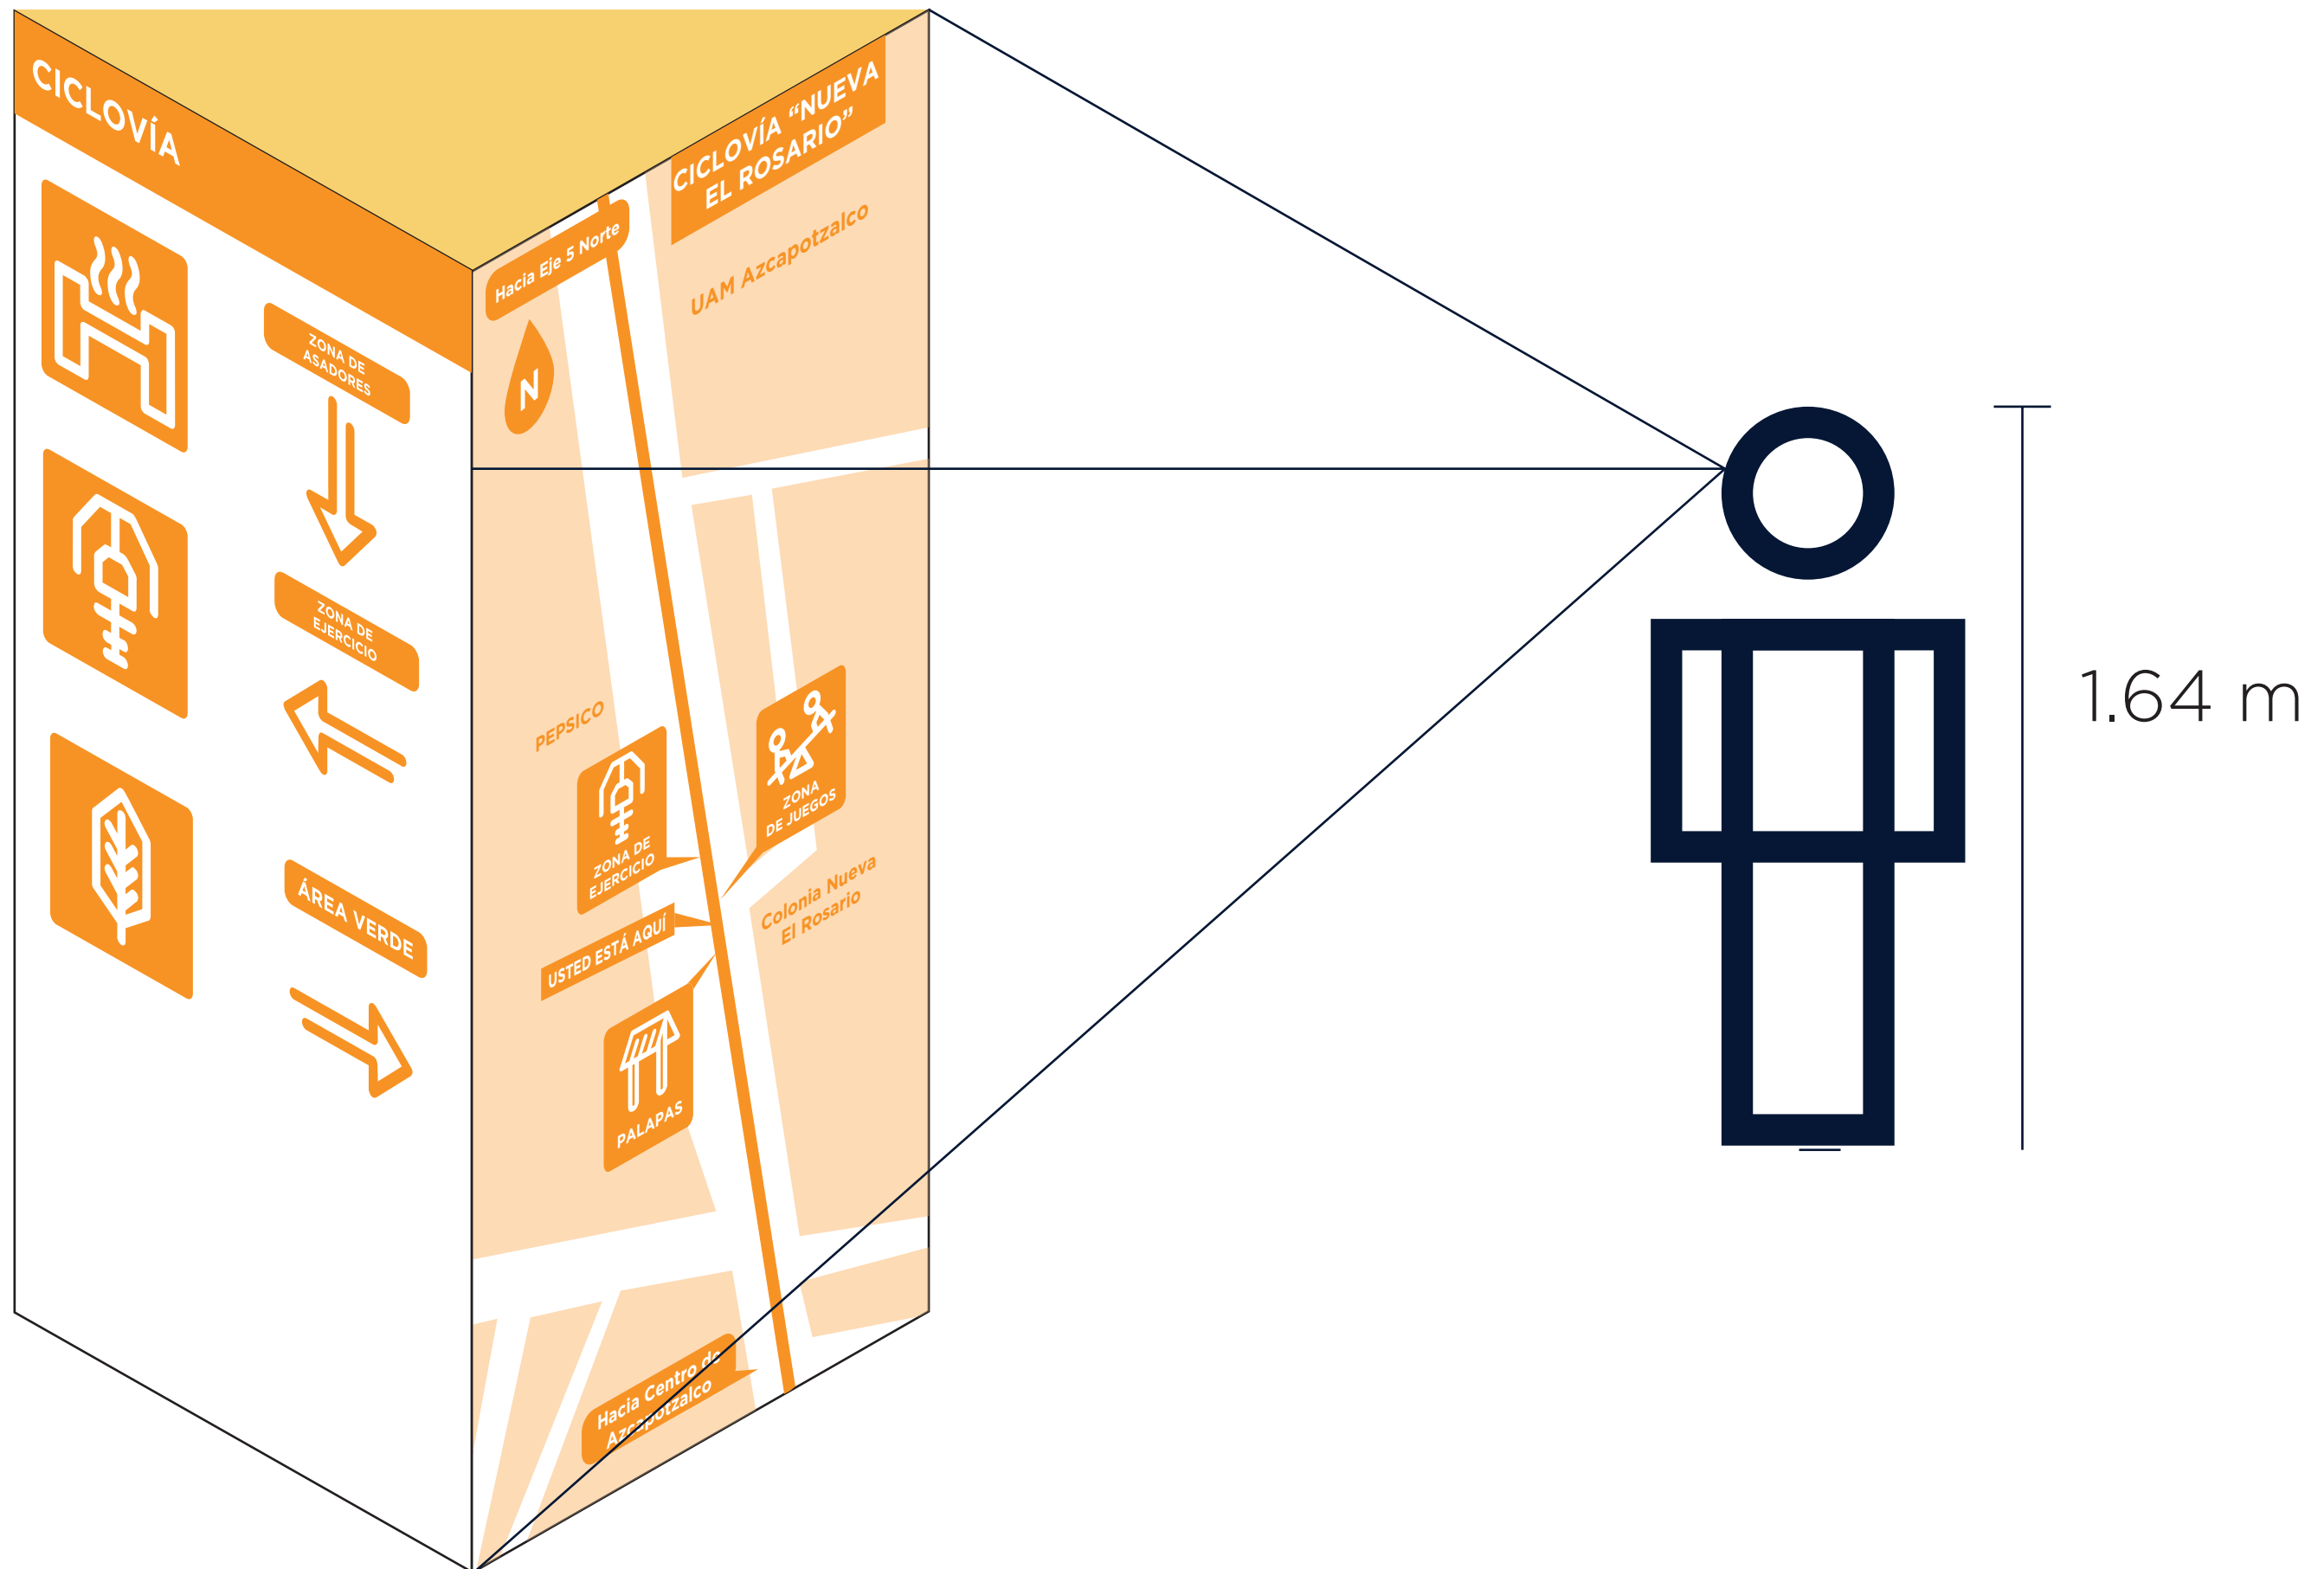 CICLOVÍA
ZONA DE
ASADORES
ZONA DE
EJERCICIO
ÁREA VERDE
CICLOVÍA “NUEVA
EL ROSARIO”
Hacia Eje 5 Norte
UAM Azcapotzalco
N
PEPSICO
ZONA
DE JUEGOS
ZONA DE
EJERCICIO
Colonia Nueva
El Rosario
USTED ESTÁ AQUÍ
PALAPAS
Hacia Centro de
Azcapotzalco
1.64 m